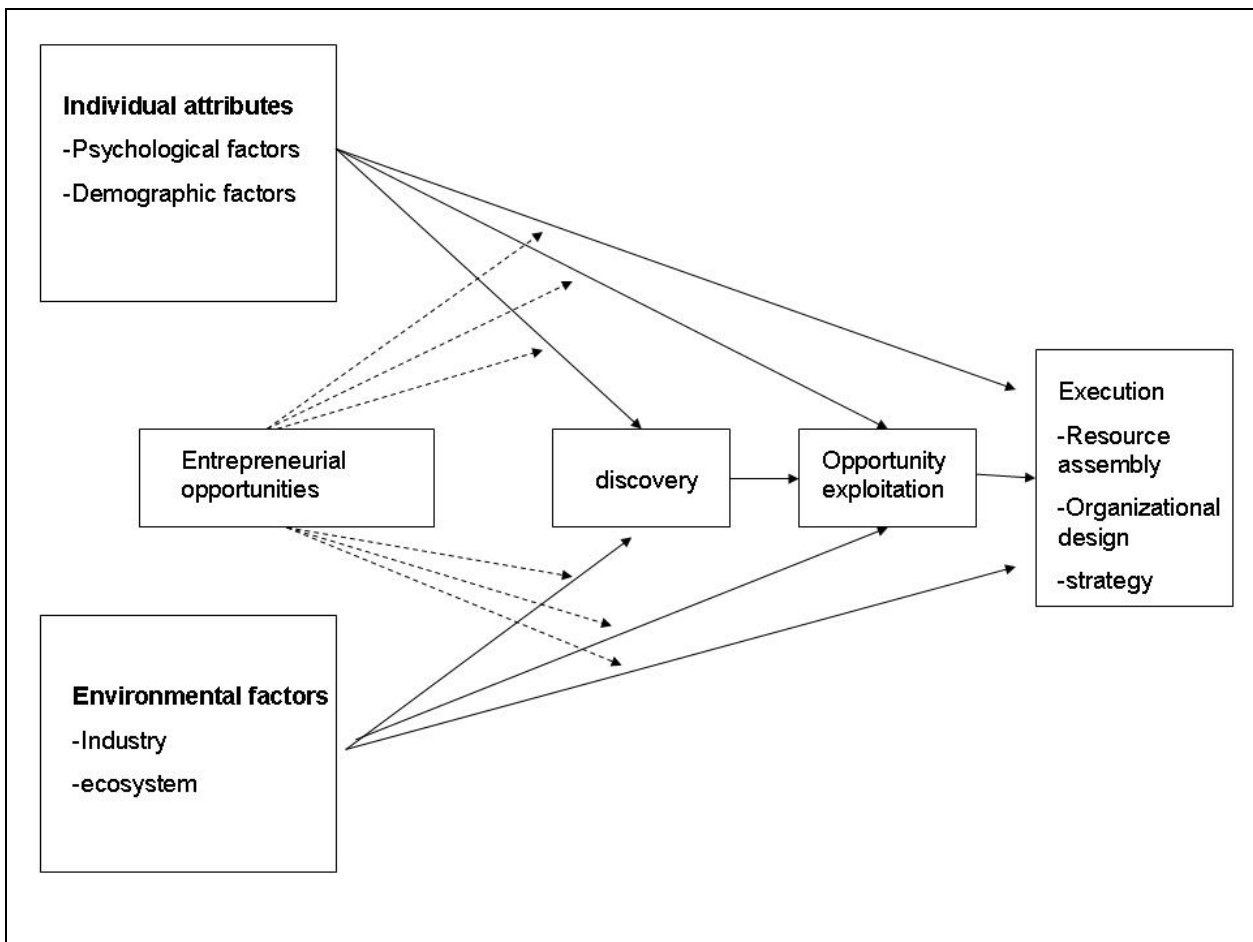 Individual attributes
-Psychological factors
-Demographic factors
Entrepreneurial
opportunities
discovery
Opportunity
exploitation
Execution
-Resource
assembly
-Organizational
design
-strategy
Environmental factors
-Industry
-ecosystem